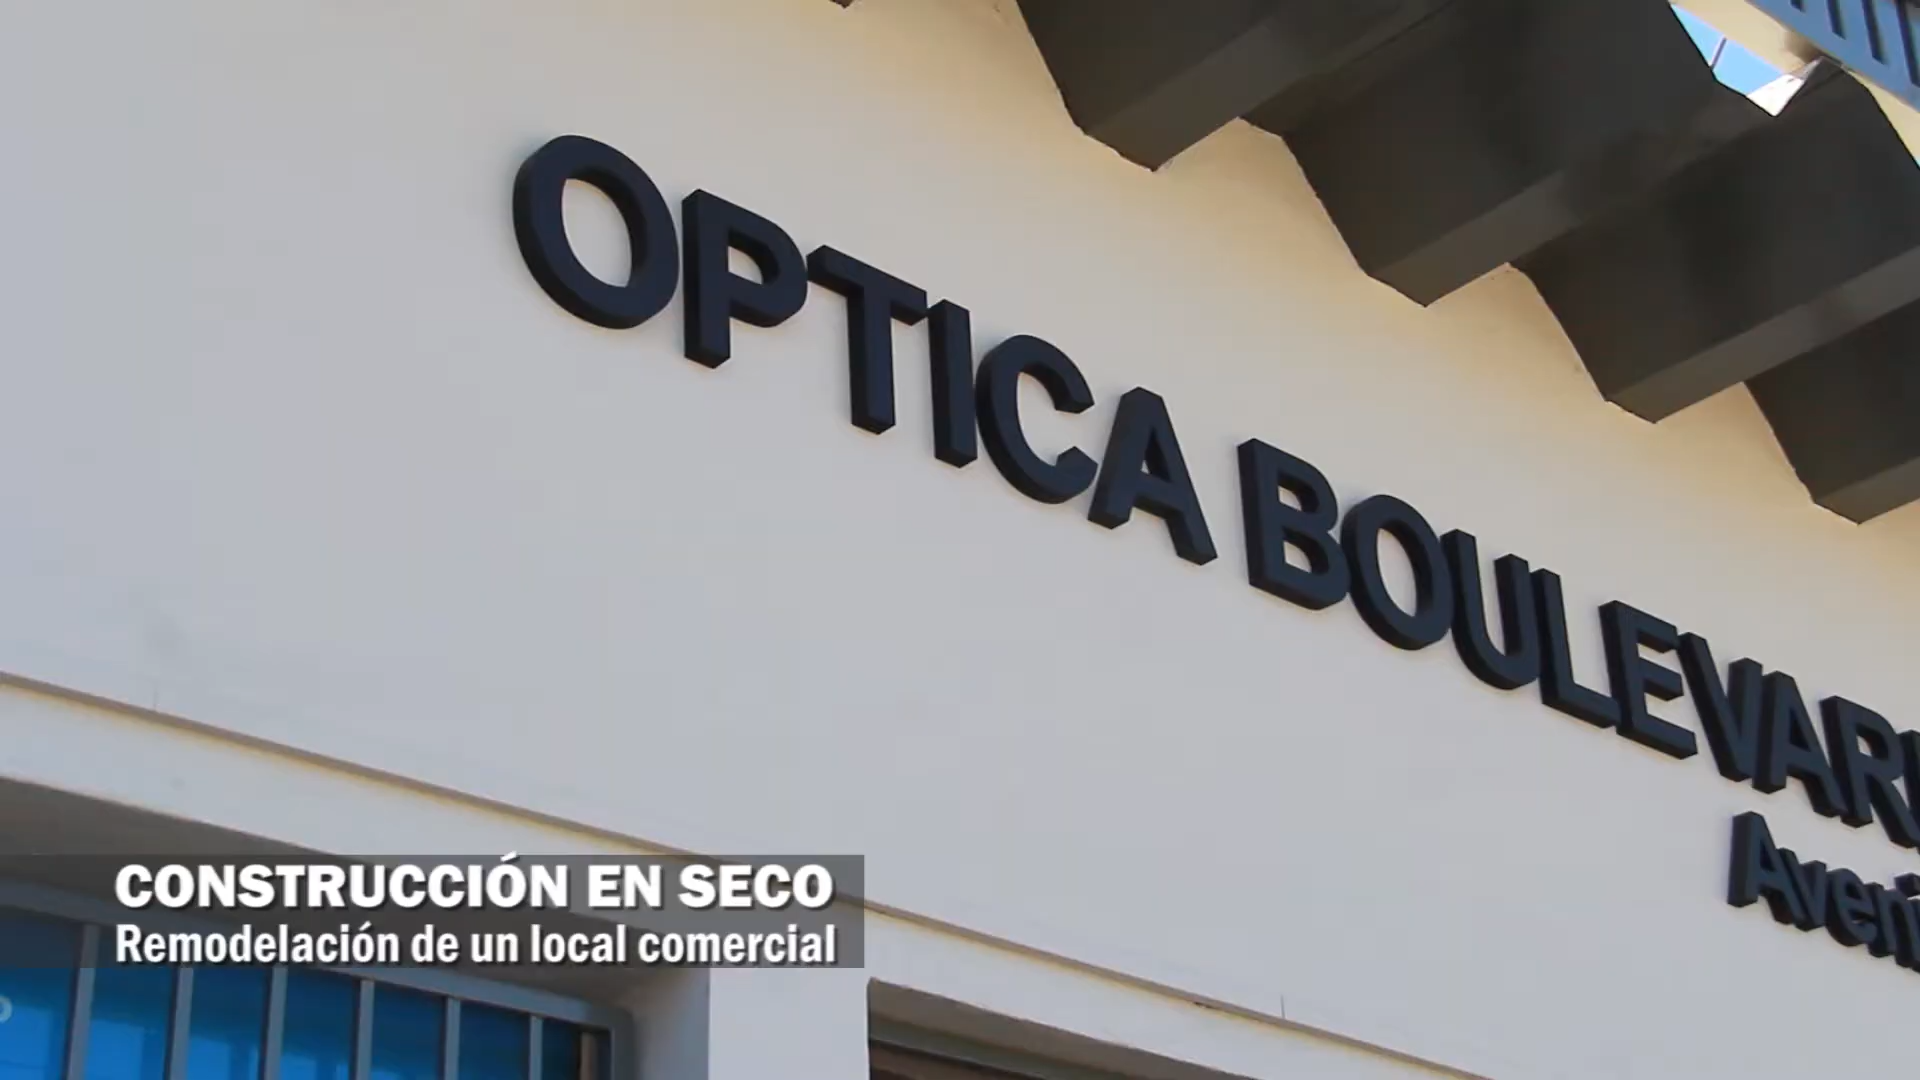 OPTICA BOULEVAR
CONSTRUCCIÓN EN SECO
Remodelación de un local comercial